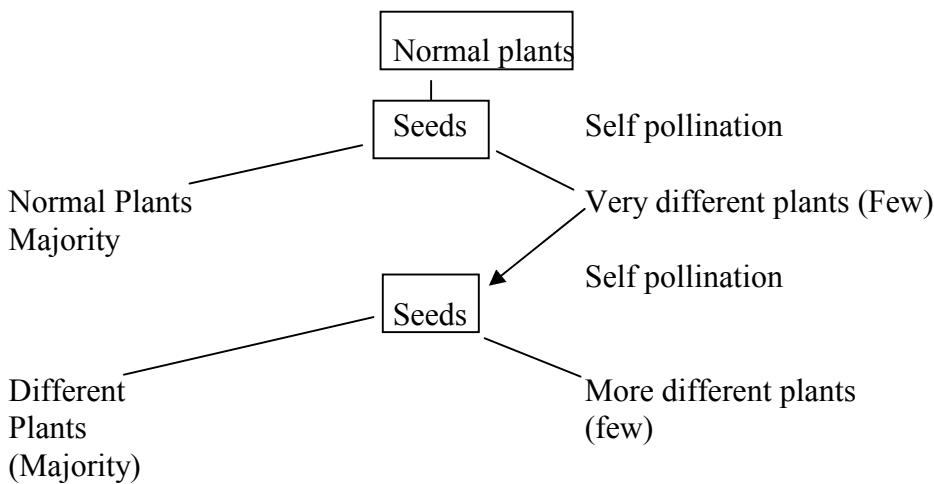 Normal plants
Seeds
Self pollination
Normal Plants
Majority
Very different plants (Few)
Self pollination
Seeds
Different
Plants
(Majority)
More different plants
(few)